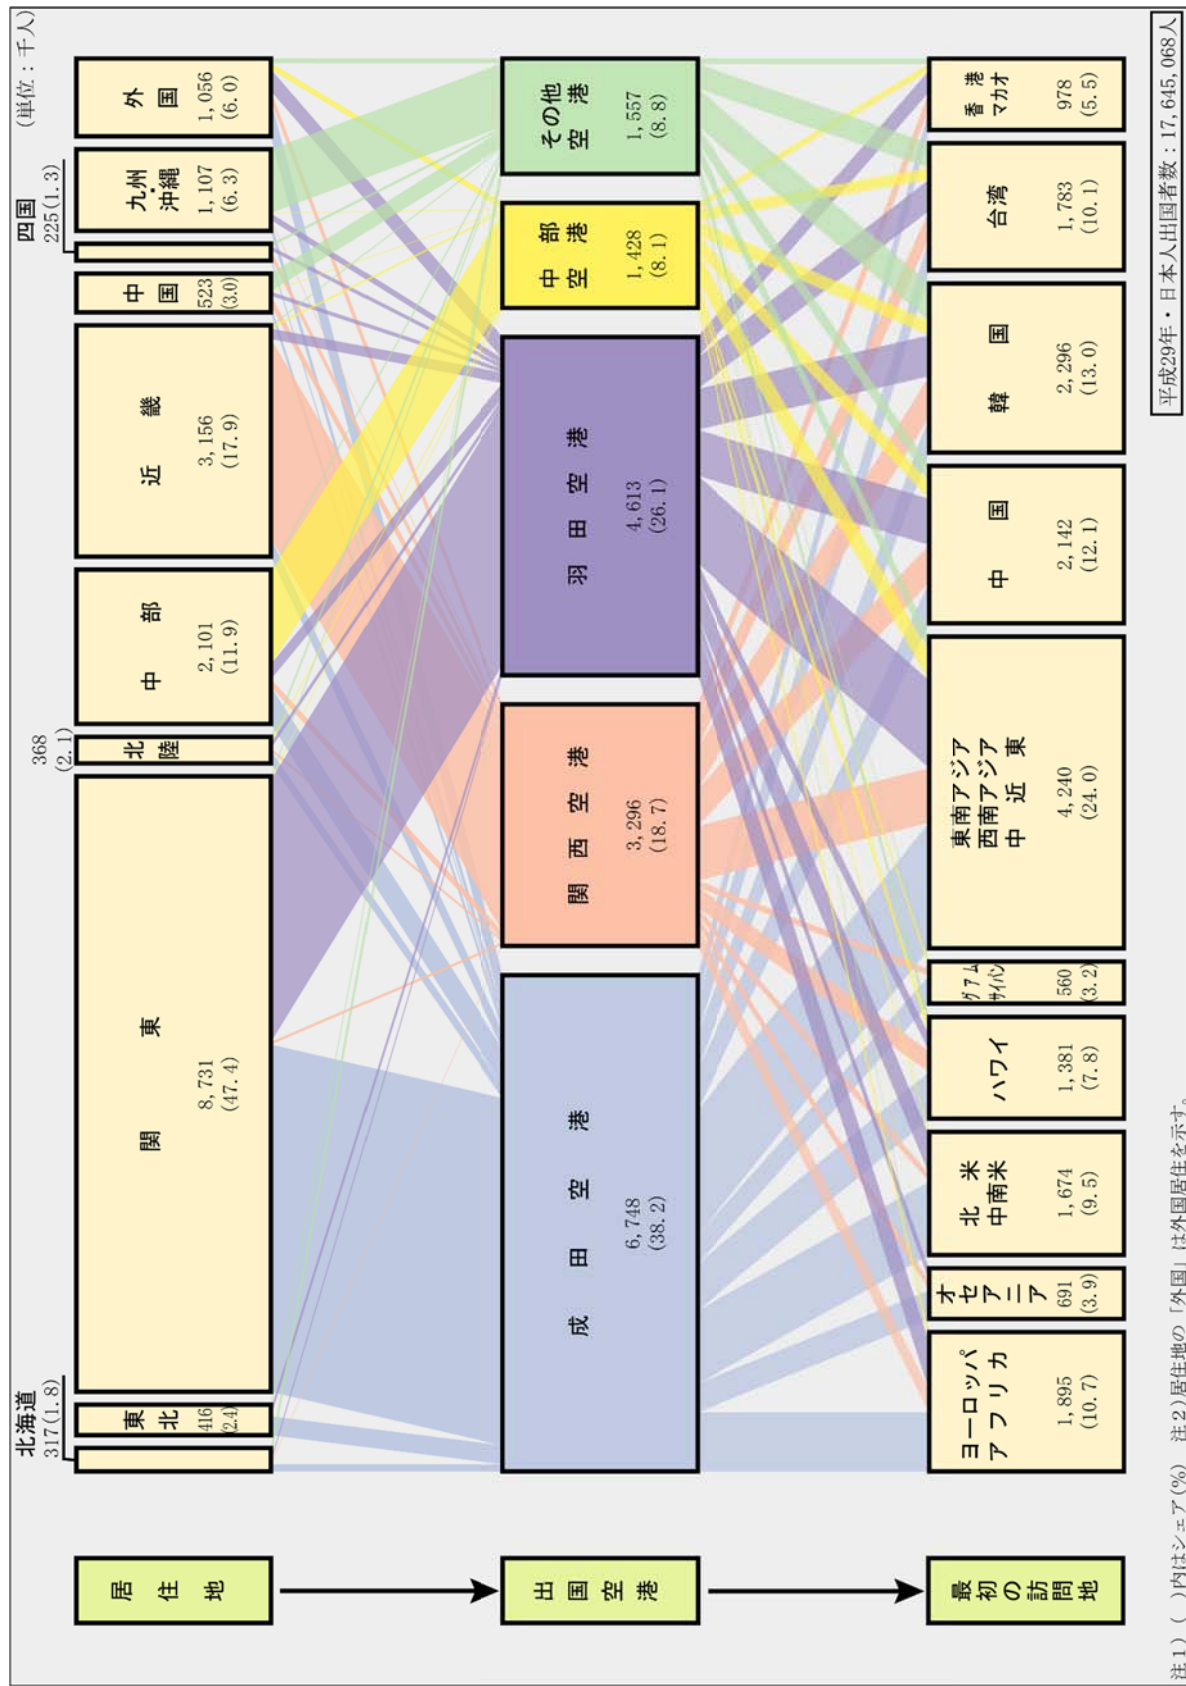 (単位：千人)
居住地
北海道
317(1.8)
東北
416
(2.4)
関東
8,731
(47.4)
北陸
368
(2.1)
中部
2,101
(11.9)
近畿
3,156
(17.9)
中国
523
(3.0)
四国
225(1.3)
九州・
沖縄
1,107
(6.3)
外国
1,056
(6.0)
出国空港
成田空港
6,748
(38.2)
関西空港
3,296
(18.7)
羽田空港
4,613
(26.1)
中部
空港
1,428
(8.1)
その他
空港
1,557
(8.8)
最初の訪問地
ヨーロッパ
アフリカ
1,895
(10.7)
オセアニア
691
(3.9)
北米
中南米
1,674
(9.5)
ハワイ
1,381
(7.8)
グアム
サイパン
560
(3.2)
東南アジア
西南アジア
中近東
4,240
(24.0)
中国
2,142
(12.1)
韓国
2,296
(13.0)
台湾
1,783
(10.1)
香港
マカオ
978
(5.5)
平成29年・日本人出国者数：17,645,068人
注1) ( )内はシェア(%) 注2)居住地の「外国」は外国居住を示す。